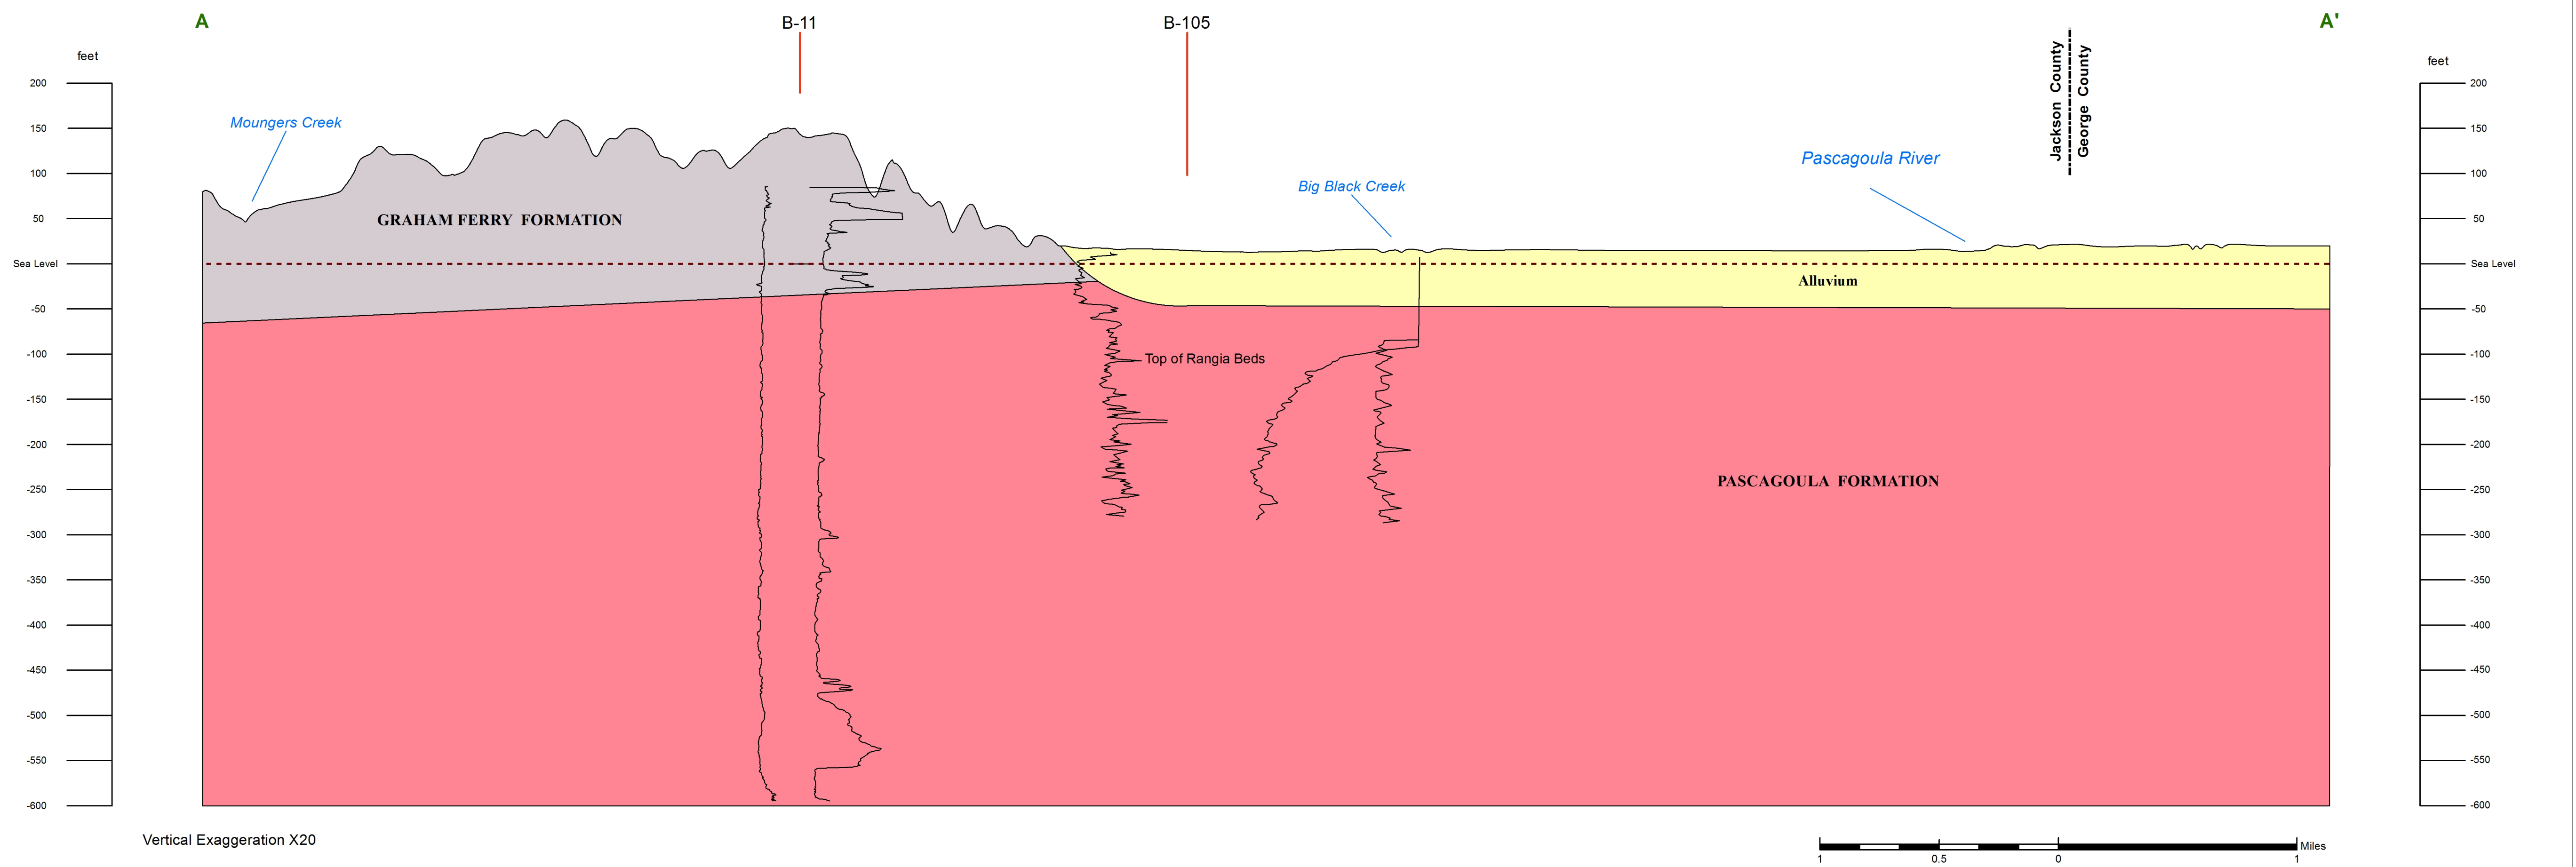 A
B-11
B-105
A'
feet
feet
Jackson County
George County
200
150
100
50
Sea Level
-50
-100
-150
-200
-250
-300
-350
-400
-450
-500
-550
-600
Moungers Creek
GRAHAM FERRY FORMATION
Big Black Creek
Pascagoula River
Alluvium
Top of Rangia Beds
PASCAGOULA FORMATION
200
150
100
50
Sea Level
-50
-100
-150
-200
-250
-300
-350
-400
-450
-500
-550
-600
Vertical Exaggeration X20
Miles
1 0.5 0 1